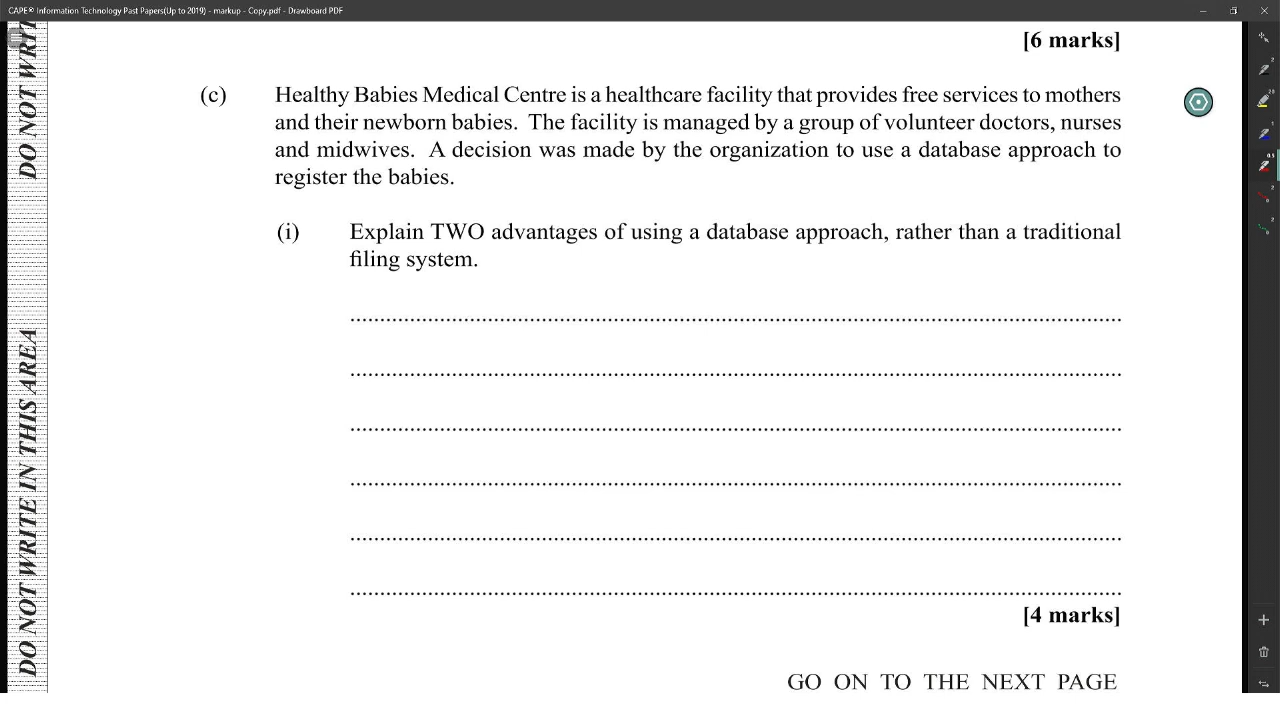 CAPE® Information Technology Past Papers(Up to 2019) - markup - Copy.pdf - Drawboard PDF
[6 marks]
(c) Healthy Babies Medical Centre is a healthcare facility that provides free services to mothers
and their newborn babies. The facility is managed by a group of volunteer doctors, nurses
and midwives. A decision was made by the organization to use a database approach to
register the babies.
(i) Explain TWO advantages of using a database approach, rather than a traditional
filing system.
[4 marks]
GO ON TO THE NEXT PAGE
DO NOT WRI
DO NOT WRITE IN THIS AREA